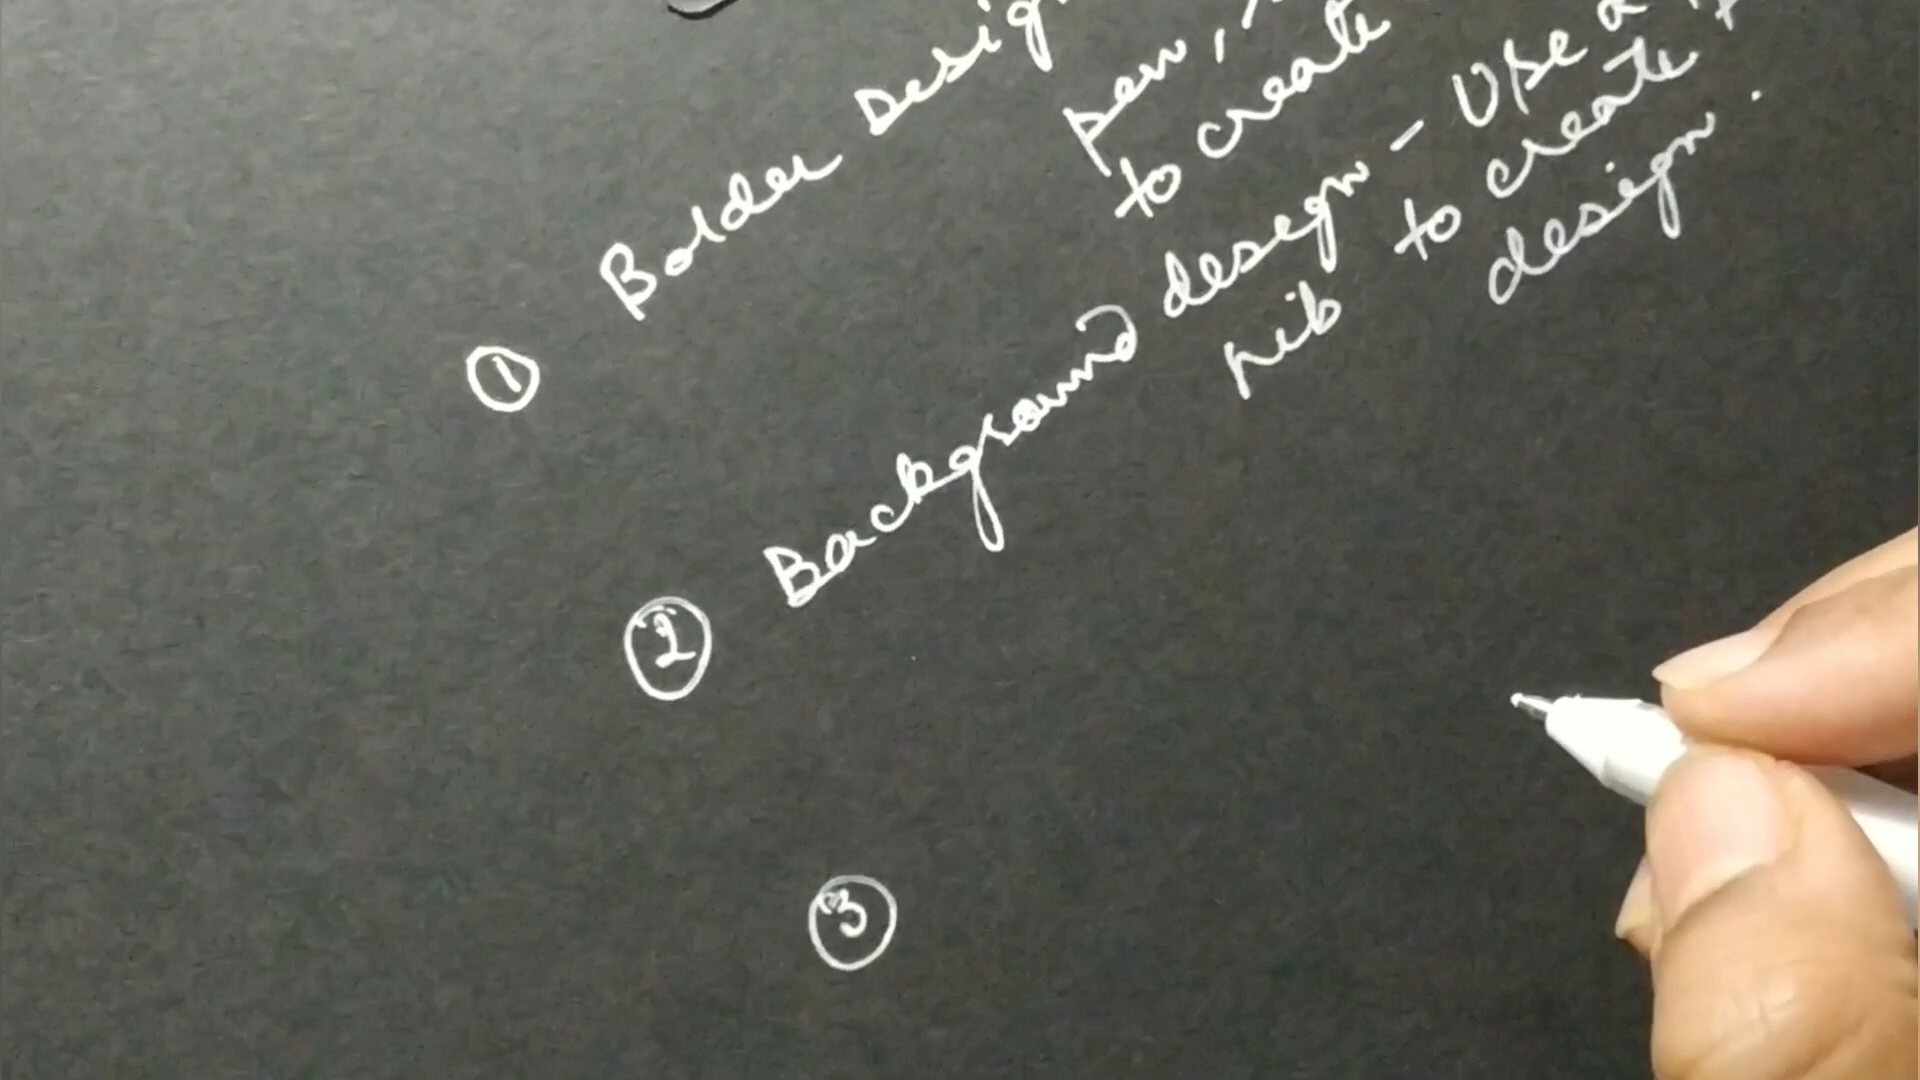 ① Bolder Design
pen,
to create
② Background design - Use a
nib to create
design.
③